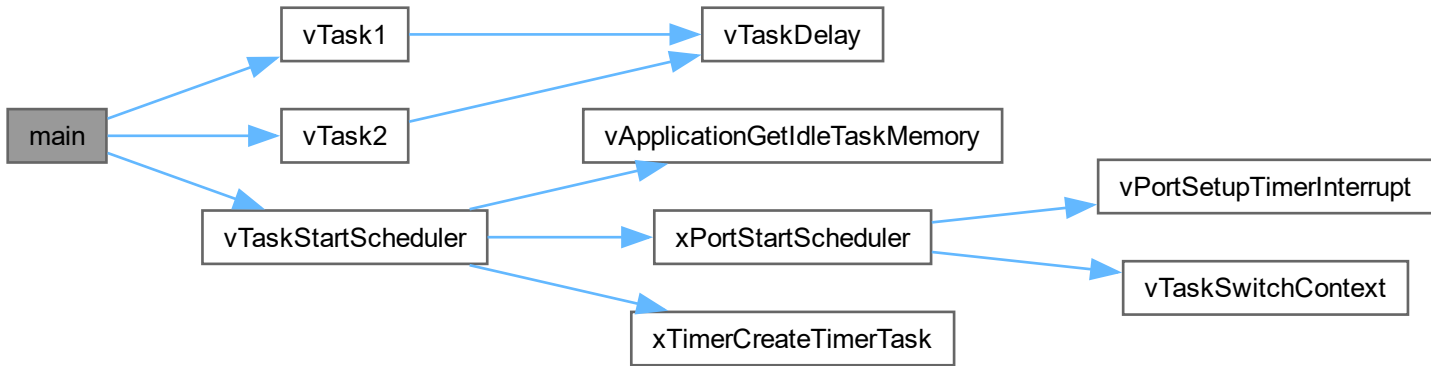 vTask1
vTaskDelay
main
vTask2
vApplicationGetIdleTaskMemory
vPortSetupTimerInterrupt
vTaskStartScheduler
xPortStartScheduler
vTaskSwitchContext
xTimerCreateTimerTask